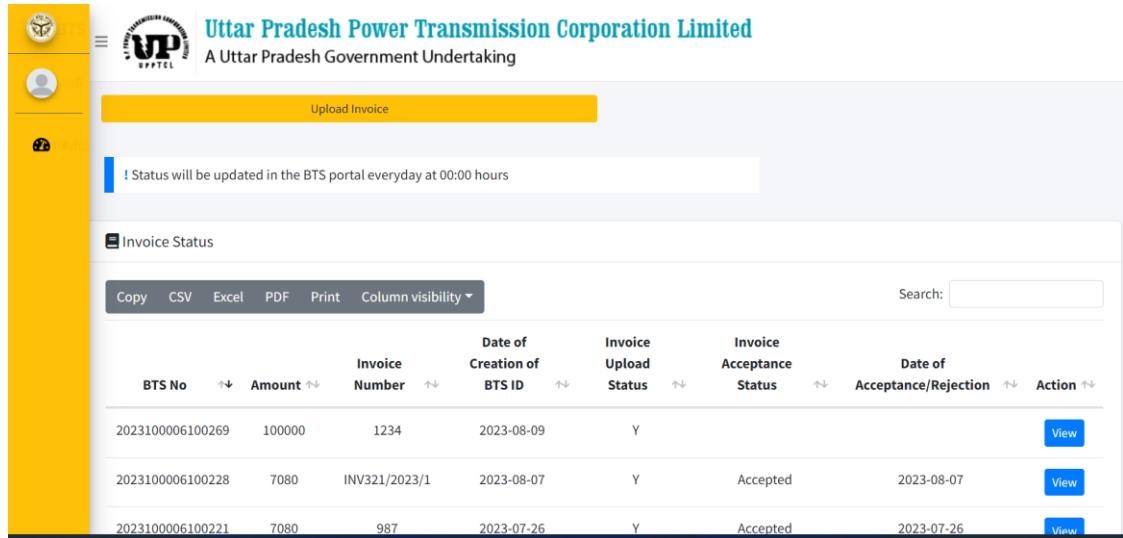 Uttar Pradesh Power Transmission Corporation Limited
UP
UPPTCL
A Uttar Pradesh Government Undertaking
Upload Invoice
! Status will be updated in the BTS portal everyday at 00:00 hours
Invoice Status
Copy CSV Excel PDF Print Column visibility
Search:
BTS No Amount Invoice Number Date of Creation of BTS ID Invoice Upload Status Invoice Acceptance Status Date of Acceptance/Rejection Action
2023100006100269 100000 1234 2023-08-09 Y View
2023100006100228 7080 INV321/2023/1 2023-08-07 Y Accepted 2023-08-07 View
2023100006100221 7080 987 2023-07-26 Y Accepted 2023-07-26 View